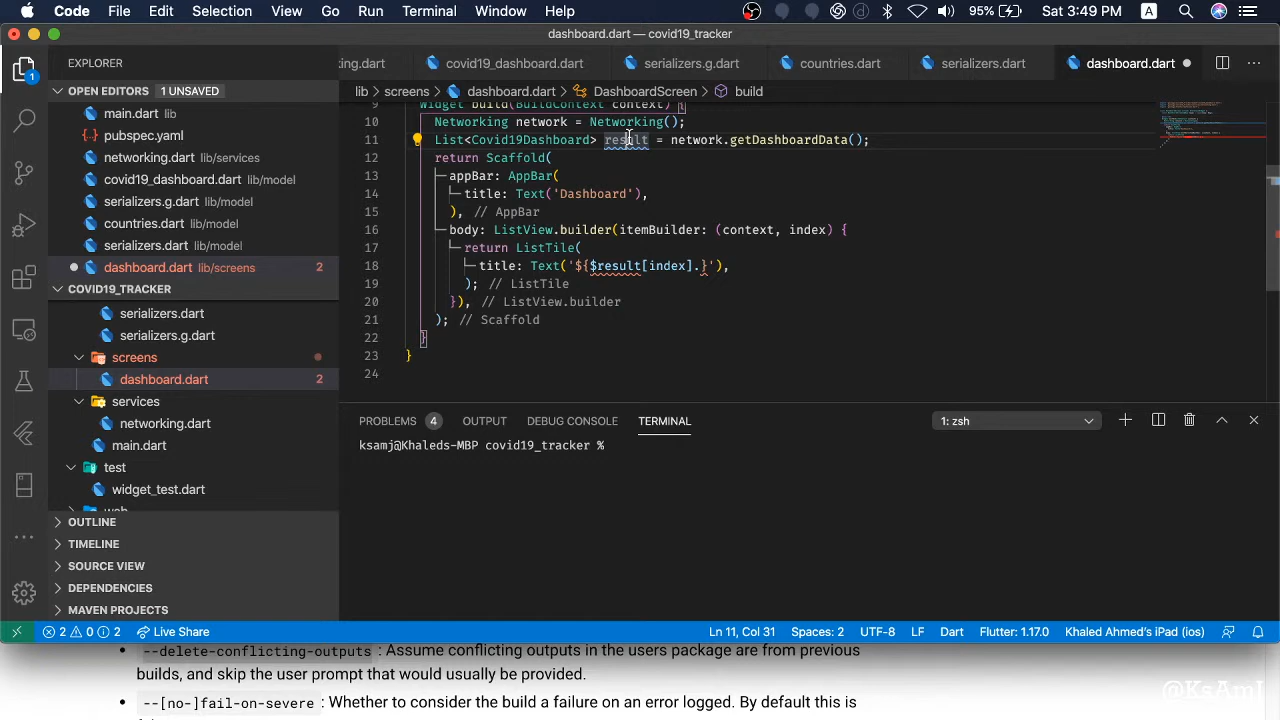 Code File Edit Selection View Go Run Terminal Window Help 95% Sat 3:49 PM A
dashboard.dart — covid19_tracker
EXPLORER
king.dart covid19_dashboard.dart serializers.g.dart countries.dart serializers.dart dashboard.dart
OPEN EDITORS 1 UNSAVED
lib > screens > dashboard.dart > DashboardScreen > build
main.dart lib
pubspec.yaml
networking.dart lib/services
covid19_dashboard.dart lib/model
serializers.g.dart lib/model
countries.dart lib/model
serializers.dart lib/model
dashboard.dart lib/screens 2
COVID19_TRACKER
serializers.dart
serializers.g.dart
screens
dashboard.dart 2
services
networking.dart
main.dart
test
widget_test.dart
web
OUTLINE
TIMELINE
SOURCE VIEW
DEPENDENCIES
MAVEN PROJECTS
1
9 Widget build(BuildContext context) {
10 Networking network = Networking();
11 List<Covid19Dashboard> result = network.getDashboardData();
12 return Scaffold(
13 appBar: AppBar(
14 title: Text('Dashboard'),
15 ), // AppBar
16 body: ListView.builder(itemBuilder: (context, index) {
17 return ListTile(
18 title: Text('${$result[index].}'),
19 ); // ListTile
20 }), // ListView.builder
21 ); // Scaffold
22 }
23 }
24
PROBLEMS 4 OUTPUT DEBUG CONSOLE TERMINAL 1: zsh
ksamj@Khaleds-MBP covid19_tracker %
2 0 2 Live Share Ln 11, Col 31 Spaces: 2 UTF-8 LF Dart Flutter: 1.17.0 Khaled Ahmed's iPad (ios)
--delete-conflicting-outputs : Assume conflicting outputs in the users package are from previous
builds, and skip the user prompt that would usually be provided.
--[no-]fail-on-severe : Whether to consider the build a failure on an error logged. By default this is
@KsAmJ